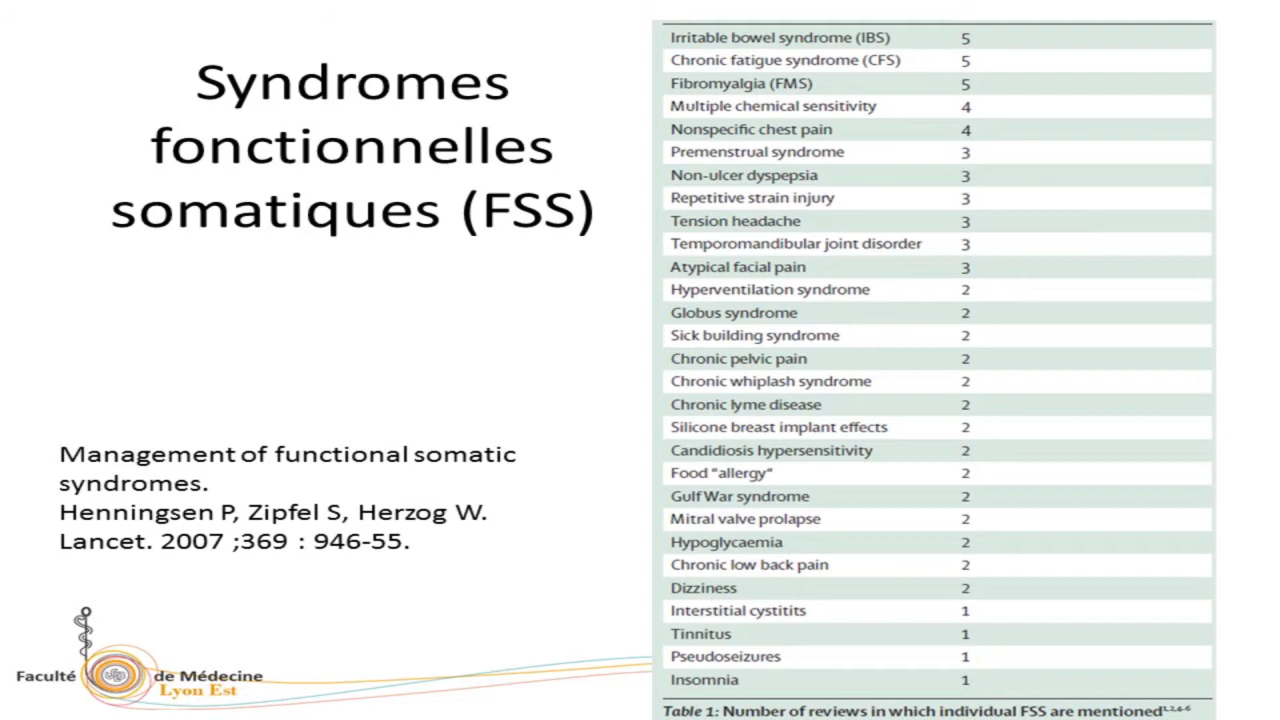 Syndromes
fonctionnelles
somatiques (FSS)
Management of functional somatic
syndromes.
Henningsen P, Zipfel S, Herzog W.
Lancet. 2007 ;369 : 946-55.
Faculté de Médecine
Lyon Est
Irritable bowel syndrome (IBS) 5
Chronic fatigue syndrome (CFS) 5
Fibromyalgia (FMS) 5
Multiple chemical sensitivity 4
Nonspecific chest pain 4
Premenstrual syndrome 3
Non-ulcer dyspepsia 3
Repetitive strain injury 3
Tension headache 3
Temporomandibular joint disorder 3
Atypical facial pain 3
Hyperventilation syndrome 2
Globus syndrome 2
Sick building syndrome 2
Chronic pelvic pain 2
Chronic whiplash syndrome 2
Chronic lyme disease 2
Silicone breast implant effects 2
Candidiosis hypersensitivity 2
Food "allergy" 2
Gulf War syndrome 2
Mitral valve prolapse 2
Hypoglycaemia 2
Chronic low back pain 2
Dizziness 2
Interstitial cystitits 1
Tinnitus 1
Pseudoseizures 1
Insomnia 1
Table 1: Number of reviews in which individual FSS are mentioned